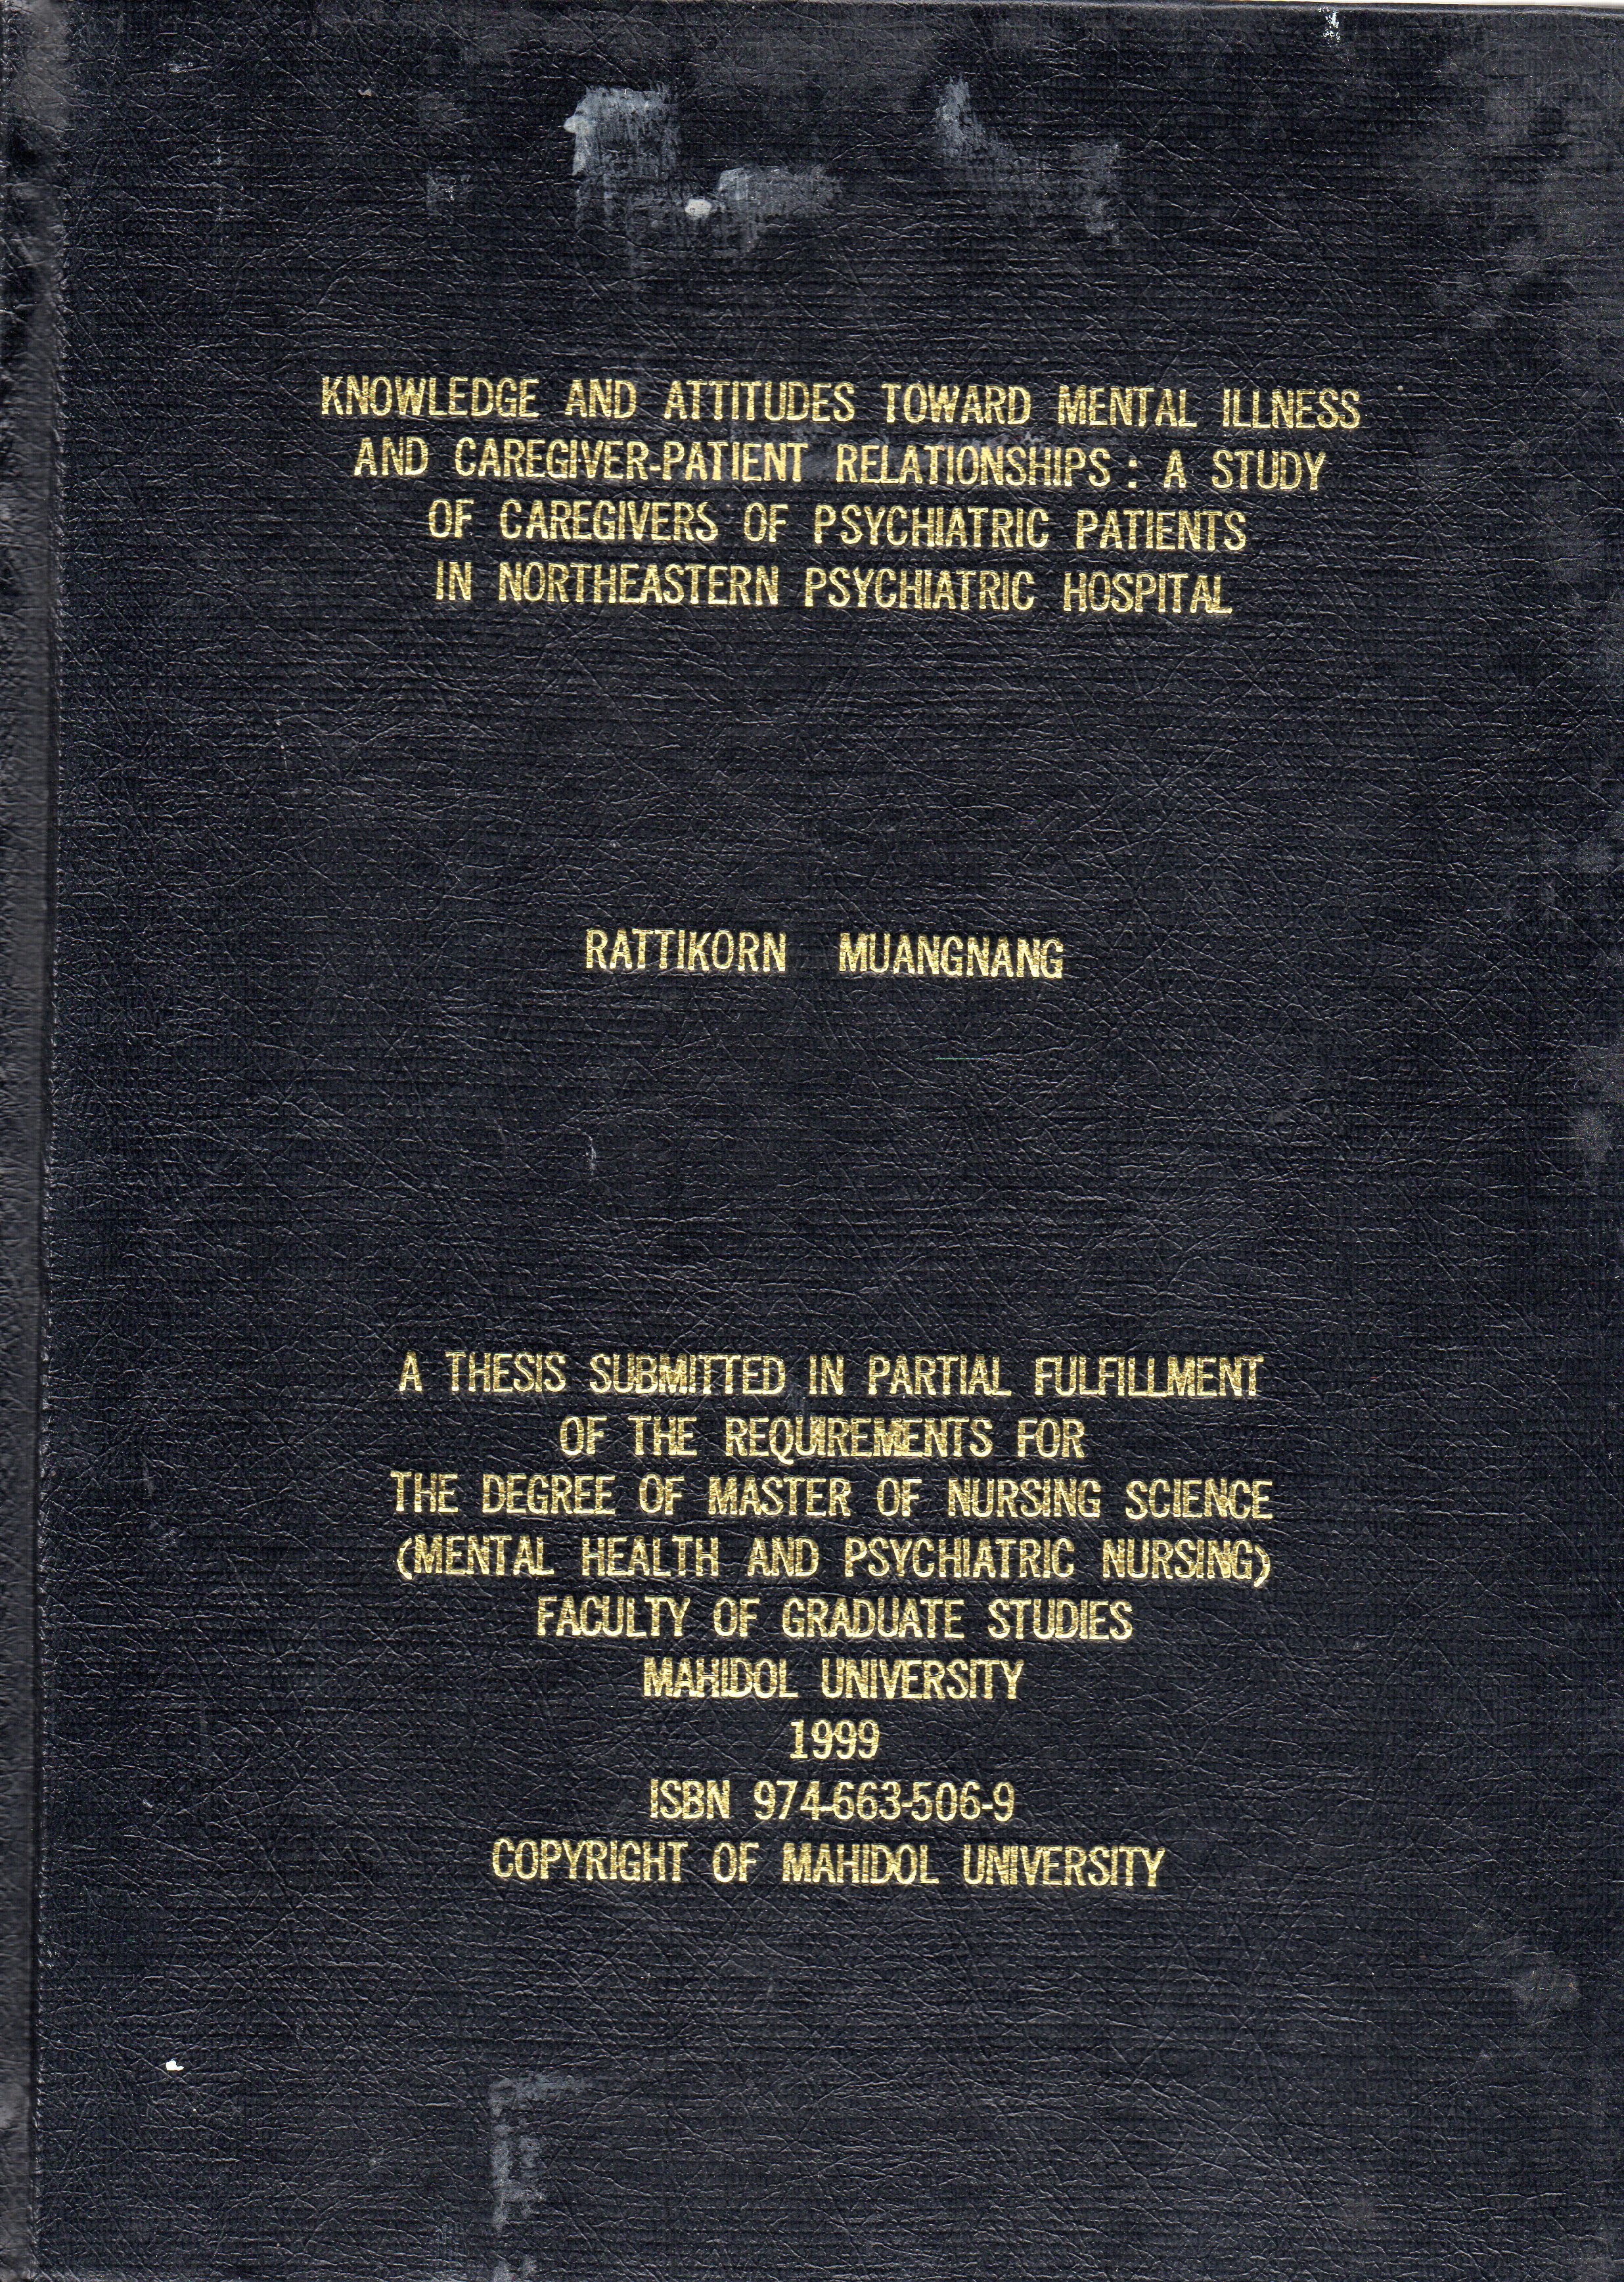 KNOWLEDGE AND ATTITUDES TOWARD MENTAL ILLNESS
AND CAREGIVER-PATIENT RELATIONSHIPS : A STUDY
OF CAREGIVERS OF PSYCHIATRIC PATIENTS
IN NORTHEASTERN PSYCHIATRIC HOSPITAL
RATTIKORN MUANGNANG
A THESIS SUBMITTED IN PARTIAL FULFILLMENT
OF THE REQUIREMENTS FOR
THE DEGREE OF MASTER OF NURSING SCIENCE
(MENTAL HEALTH AND PSYCHIATRIC NURSING)
FACULTY OF GRADUATE STUDIES
MAHIDOL UNIVERSITY
1999
ISBN 974-663-506-9
COPYRIGHT OF MAHIDOL UNIVERSITY